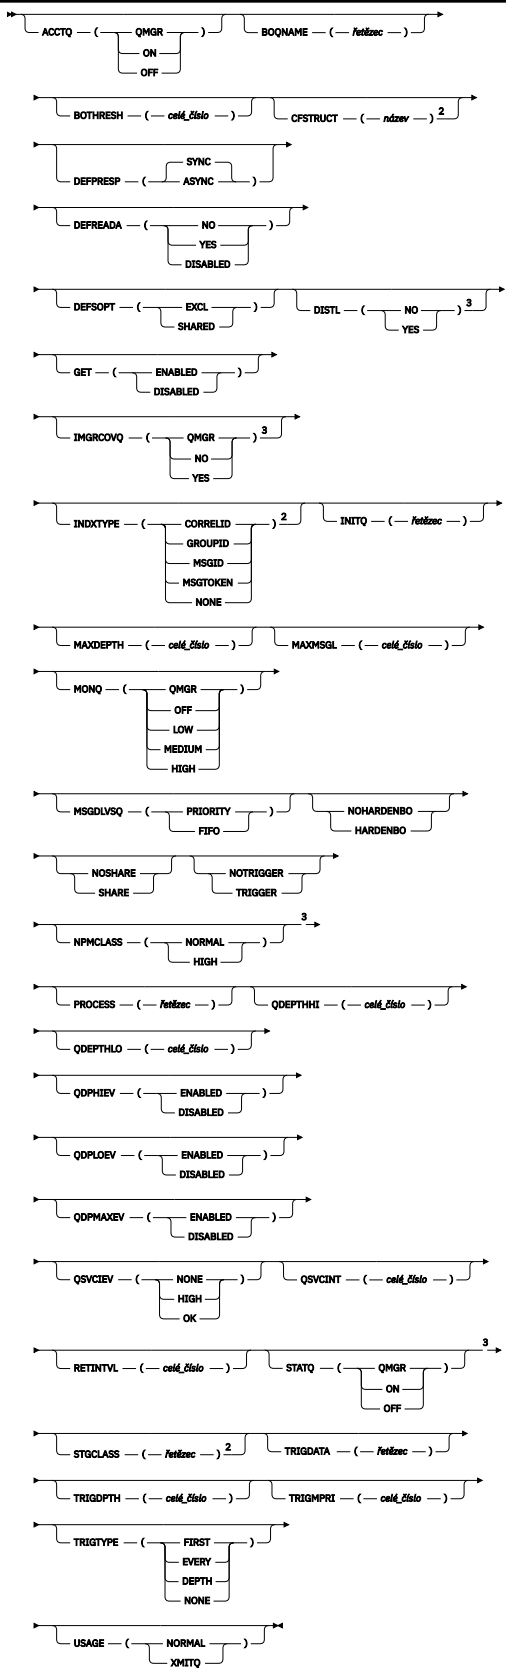 ACCTQ ( QMGR ) BOQNAME ( řetězec )
ON
OFF
BOTHRESH ( celé_číslo ) CFSTRUCT ( název ) 2
SYNC
DEFPRESP ( ASYNC )
DEFREADA ( NO )
YES
DISABLED
DEFSOPT ( EXCL ) DISTL ( NO ) 3
SHARED YES
GET ( ENABLED )
DISABLED
IMGRCOVQ ( QMGR ) 3
NO
YES
INDXTYPE ( CORRELID ) 2 INITQ ( řetězec )
GROUPID
MSGID
MSGTOKEN
NONE
MAXDEPTH ( celé_číslo ) MAXMSGL ( celé_číslo )
MONQ ( QMGR )
OFF
LOW
MEDIUM
HIGH
MSGDLVSQ ( PRIORITY ) NOHARDENBO
FIFO HARDENBO
NOSHARE NOTRIGGER
SHARE TRIGGER
NPMCLASS ( NORMAL ) 3
HIGH
PROCESS ( řetězec ) QDEPTHHI ( celé_číslo )
QDEPTHLO ( celé_číslo )
QDPHIEV ( ENABLED )
DISABLED
QDPLOEV ( ENABLED )
DISABLED
QDPMAXEV ( ENABLED )
DISABLED
QSVCIEV ( NONE ) QSVCINT ( celé_číslo )
HIGH
OK
RETINTVL ( celé_číslo ) STATQ ( QMGR ) 3
ON
OFF
STGCLASS ( řetězec ) 2 TRIGDATA ( řetězec )
TRIGDPTH ( celé_číslo ) TRIGMPRI ( celé_číslo )
TRIGTYPE ( FIRST )
EVERY
DEPTH
NONE
USAGE ( NORMAL )
XMITQ